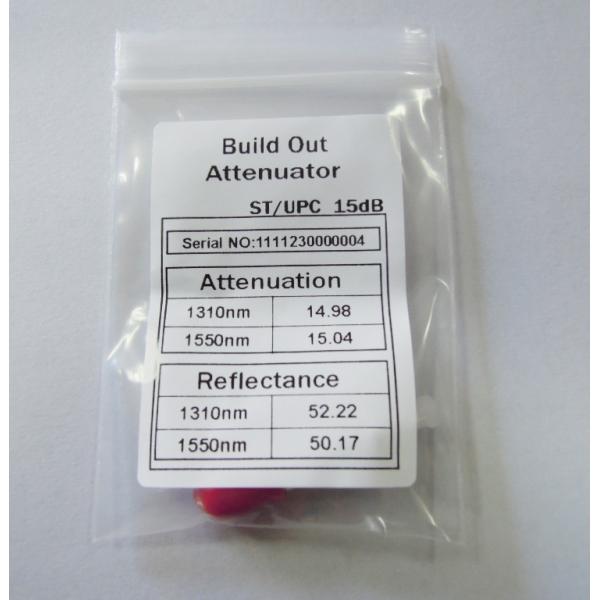 Build Out
Attenuator
ST/UPC 15dB
Serial NO:1111230000004
Attenuation
1310nm 14.98
1550nm 15.04
Reflectance
1310nm 52.22
1550nm 50.17